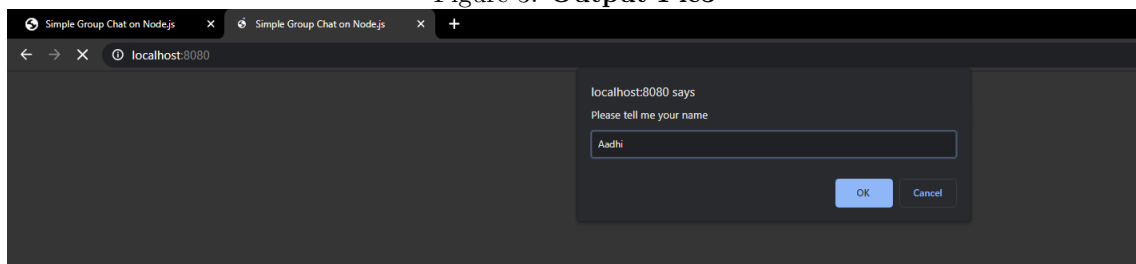 Simple Group Chat on Node.js Simple Group Chat on Node.js
localhost:8080
localhost:8080 says
Please tell me your name
Aadhi
OK Cancel